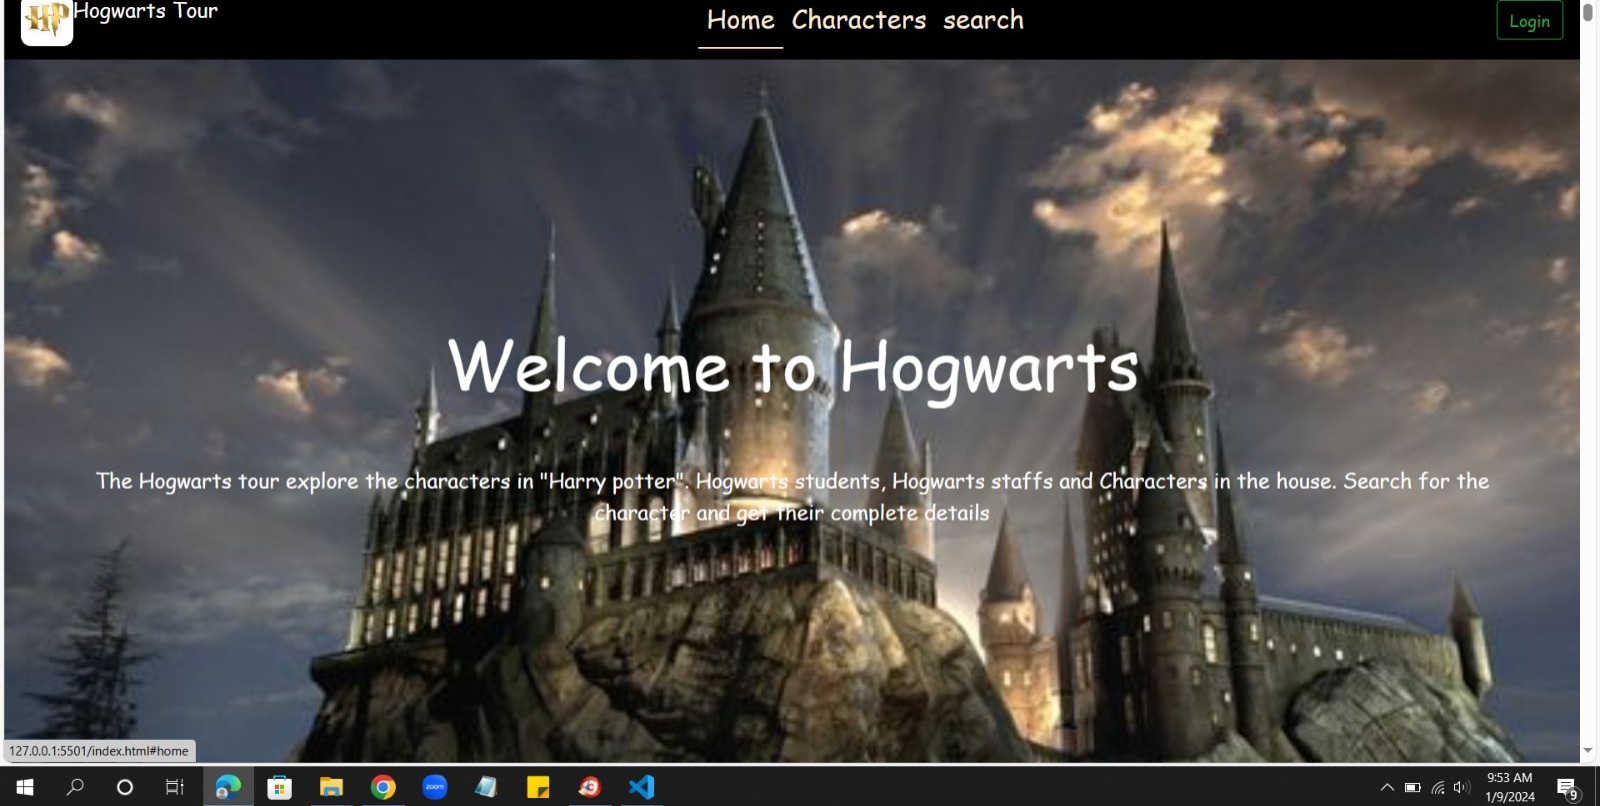 HP Hogwarts Tour
Home Characters search
Login
Welcome to Hogwarts
The Hogwarts tour explore the characters in "Harry potter". Hogwarts students, Hogwarts staffs and Characters in the house. Search for the
character and get their complete details
127.0.0.1:5501/index.html#home
zoom
9:53 AM
1/9/2024
9